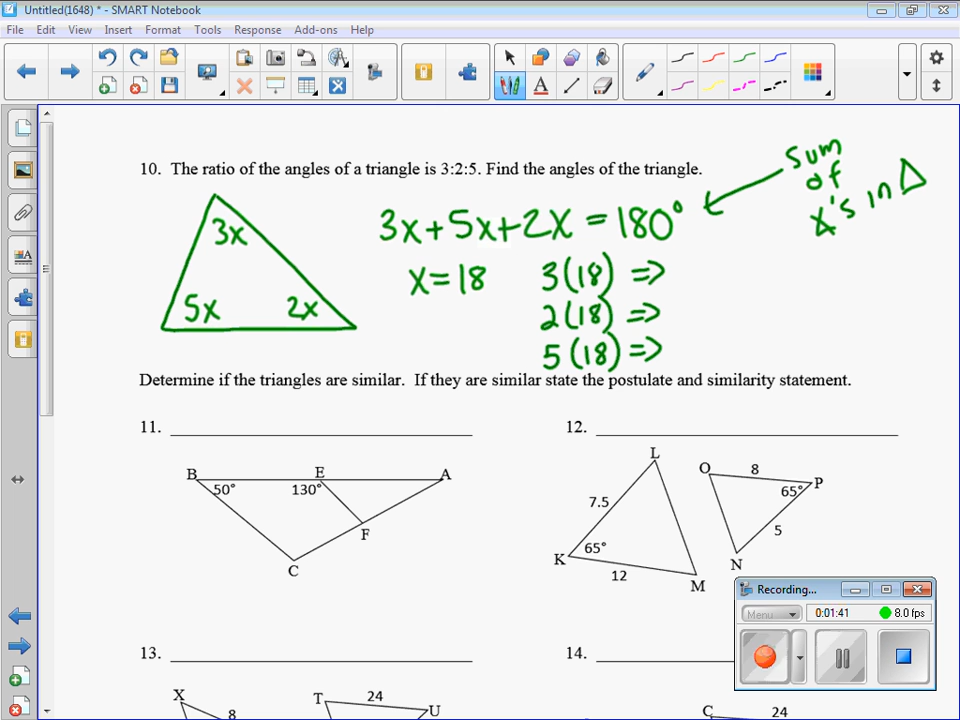 Untitled(1648) * - SMART Notebook
File Edit View Insert Format Tools Response Add-ons Help
10. The ratio of the angles of a triangle is 3:2:5. Find the angles of the triangle.
Sum
of
∡'s in △
3x
5x
2x
3x+5x+2x = 180°
x=18
3(18) =>
2(18) =>
5(18) =>
Determine if the triangles are similar. If they are similar state the postulate and similarity statement.
11. ____________________
12. ____________________
B
E
A
50°
130°
F
C
L
7.5
K
65°
12
M
O
8
P
65°
5
N
Recording...
Menu
0:01:41
8.0 fps
13. ____________________
14. ____________________
X
8
T
24
U
C
24